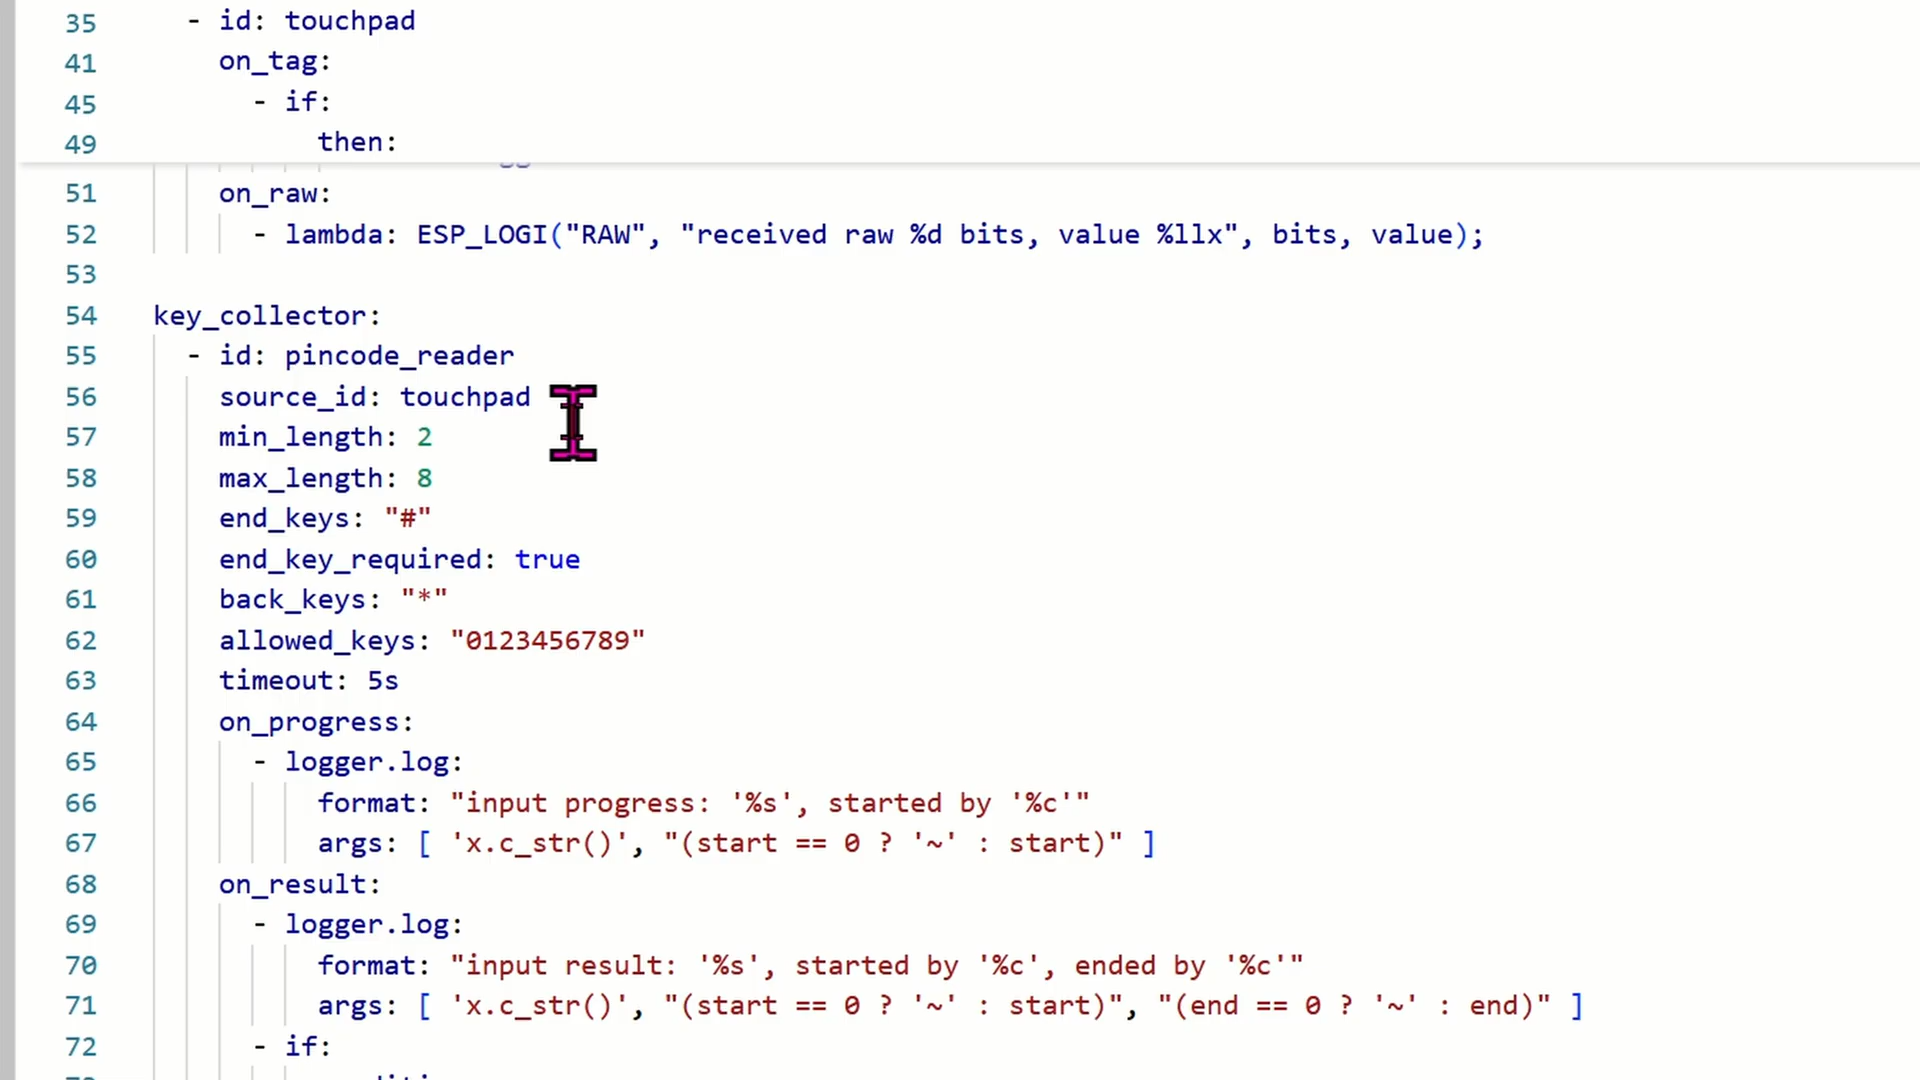 35 - id: touchpad
41 on_tag:
45 - if:
49 then:
51 on_raw:
52 - lambda: ESP_LOGI("RAW", "received raw %d bits, value %llx", bits, value);
53
54 key_collector:
55 - id: pincode_reader
56 source_id: touchpad
57 min_length: 2
58 max_length: 8
59 end_keys: "#"
60 end_key_required: true
61 back_keys: "*"
62 allowed_keys: "0123456789"
63 timeout: 5s
64 on_progress:
65 - logger.log:
66 format: "input progress: '%s', started by '%c'"
67 args: [ 'x.c_str()', "(start == 0 ? '~' : start)" ]
68 on_result:
69 - logger.log:
70 format: "input result: '%s', started by '%c', ended by '%c'"
71 args: [ 'x.c_str()', "(start == 0 ? '~' : start)", "(end == 0 ? '~' : end)" ]
72 - if: